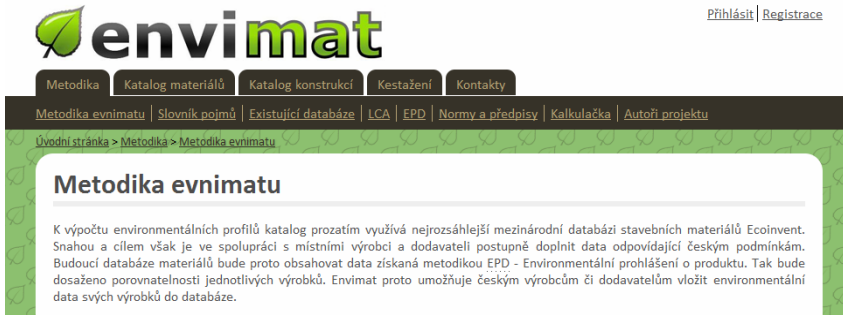 envimat
Přihlásit Registrace
Metodika Katalog materiálů Katalog konstrukcí Kestažení Kontakty
Metodika evnimatu | Slovník pojmů | Existující databáze | LCA | EPD | Normy a předpisy | Kalkulačka | Autoři projektu
Úvodní stránka > Metodika > Metodika evnimatu
Metodika evnimatu
K výpočtu environmentálních profilů katalog prozatím využívá nejrozsáhlejší mezinárodní databázi stavebních materiálů Ecoinvent.
Snahou a cílem však je ve spolupráci s místními výrobci a dodavateli postupně doplnit data odpovídající českým podmínkám.
Budoucí databáze materiálů bude proto obsahovat data získaná metodikou EPD - Environmentální prohlášení o produktu. Tak bude
dosaženo porovnatelnosti jednotlivých výrobků. Envimat proto umožňuje českým výrobcům či dodavatelům vložit environmentální
data svých výrobků do databáze.